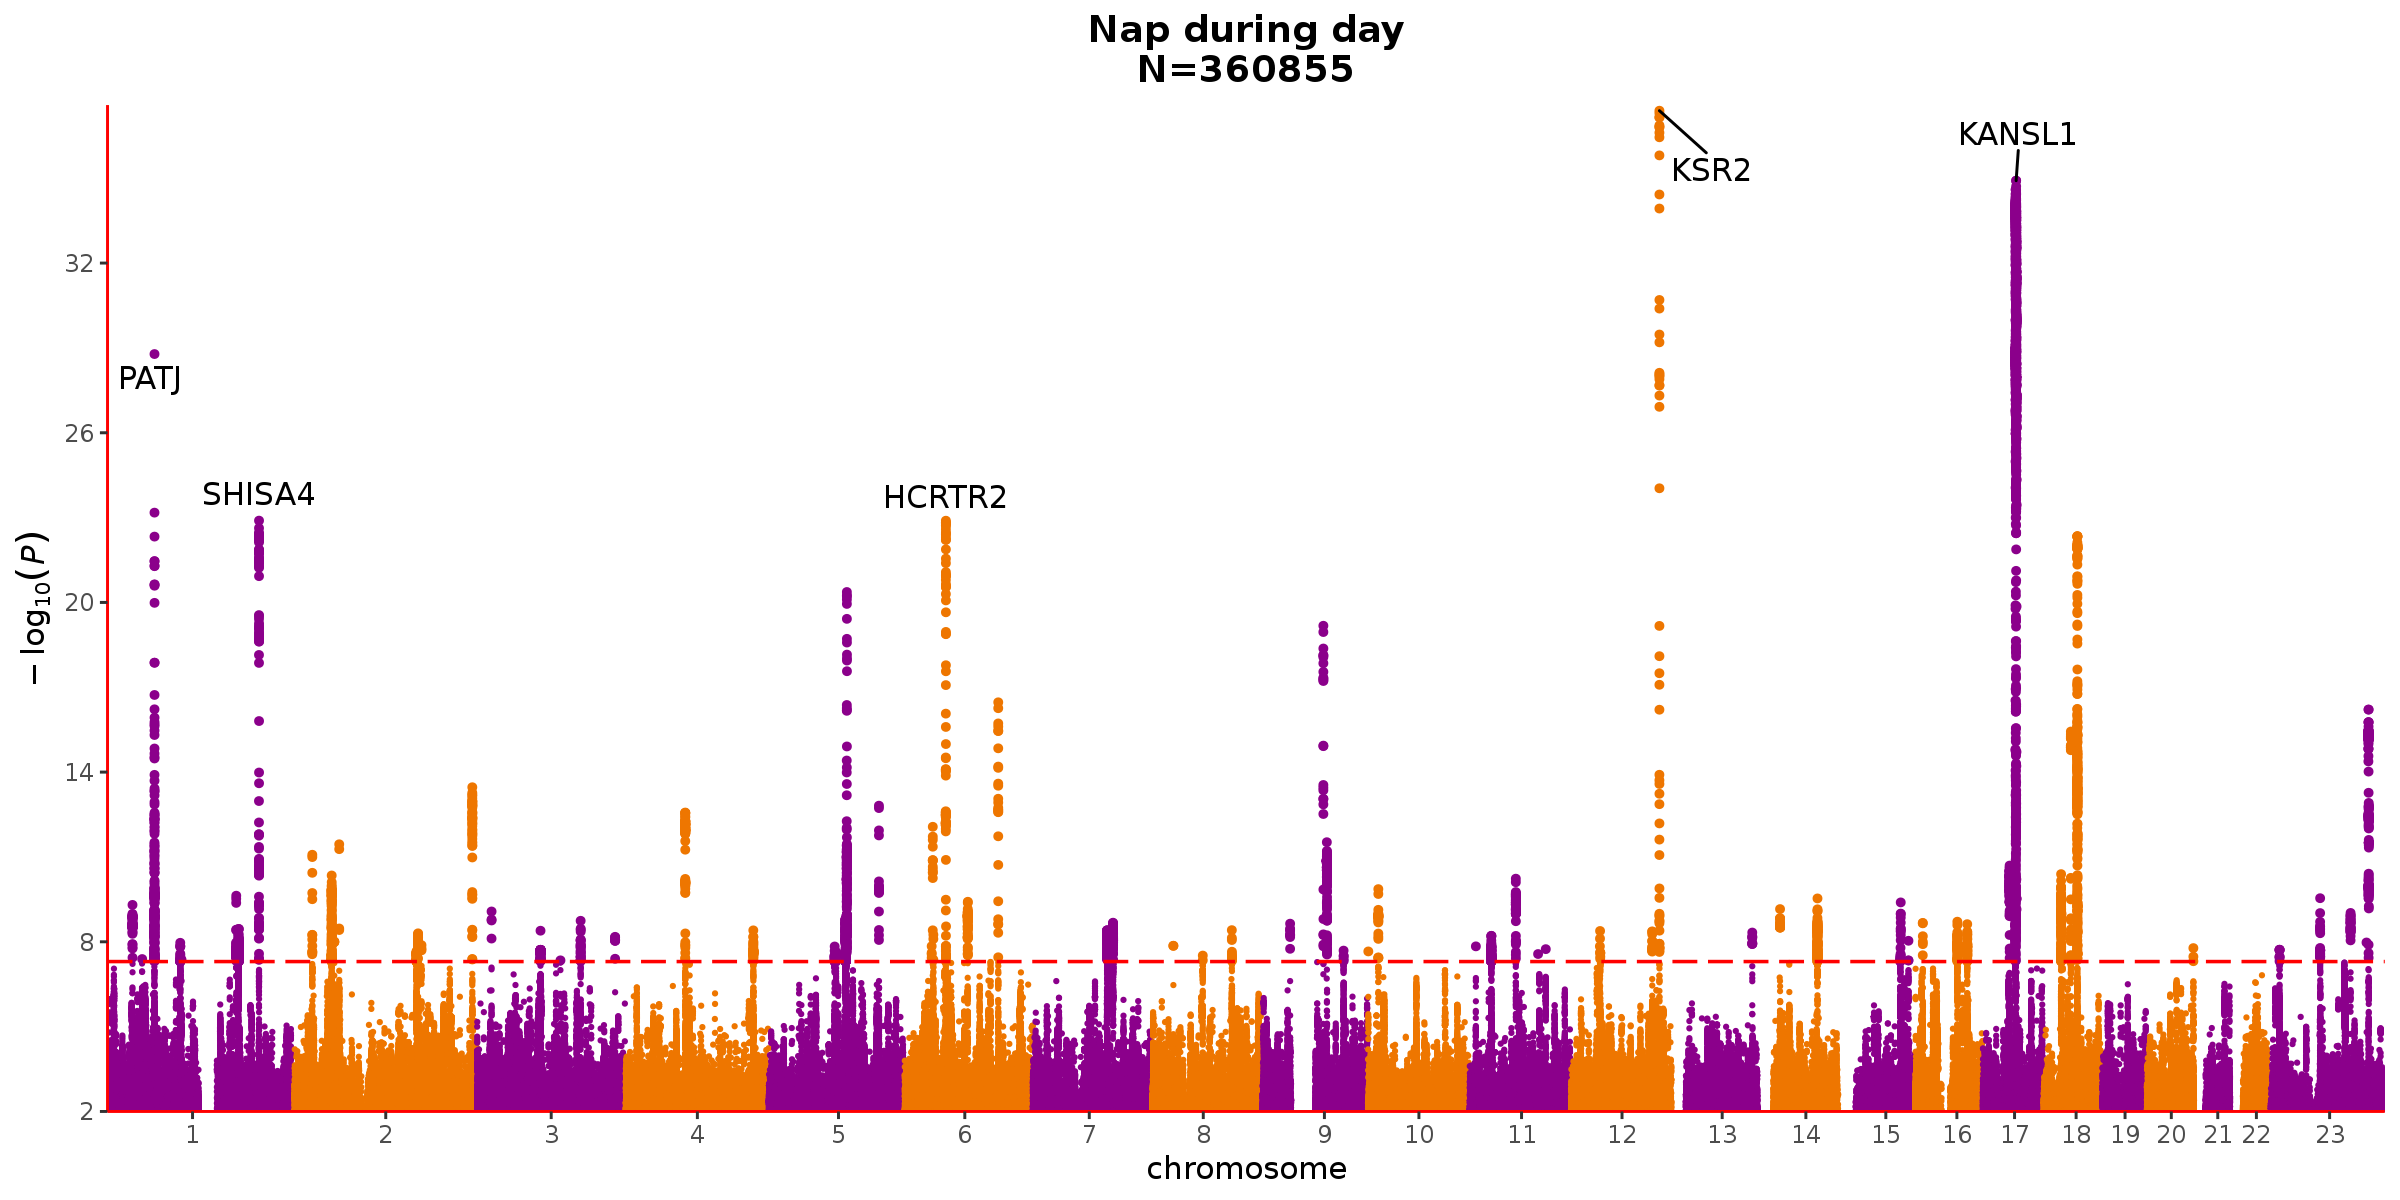 Nap during day
N=360855
KANSL1
KSR2
32
PATJ
26
SHISA4
HCRTR2
20
−log10(P)
14
8
2
1 2 3 4 5 6 7 8 9 10 11 12 13 14 15 16 17 18 19 20 21 22 23
chromosome